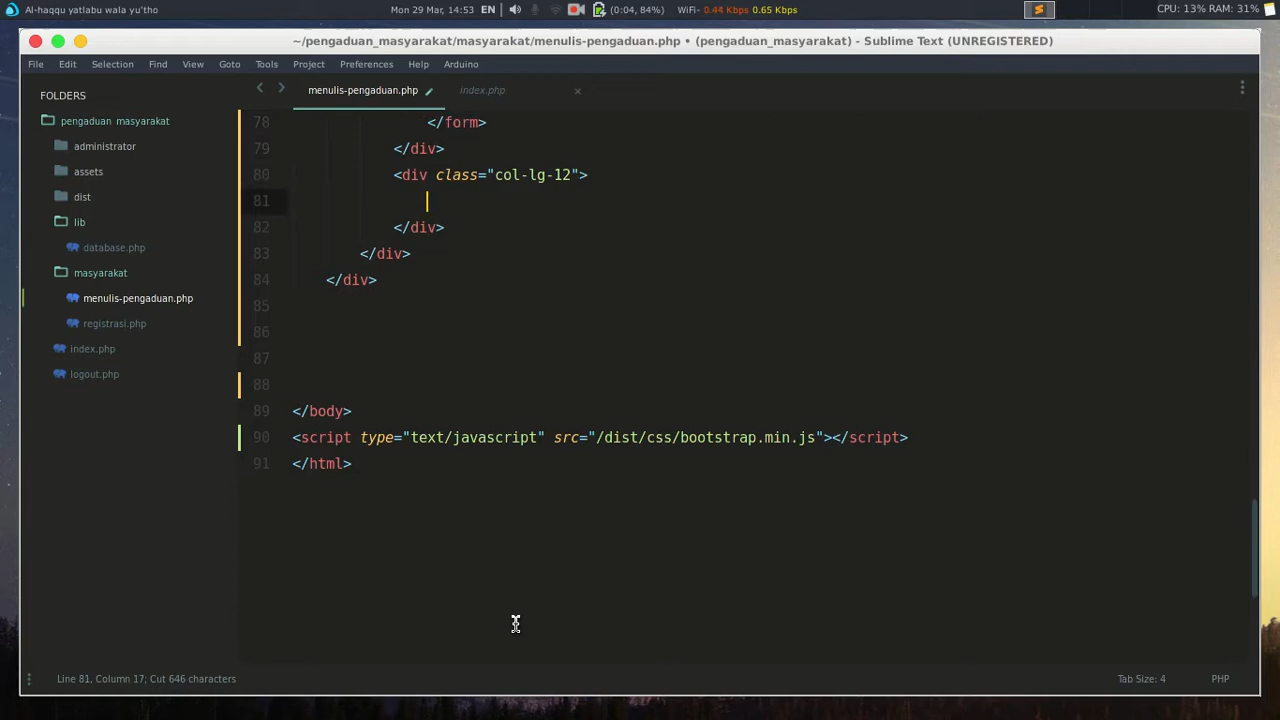 Al-haqqu yatlabu wala yu'tho
Mon 29 Mar, 14:53 EN (0:04, 84%) WiFi- 0.44 Kbps 0.65 Kbps
CPU: 13% RAM: 31%
~/pengaduan_masyarakat/masyarakat/menulis-pengaduan.php • (pengaduan_masyarakat) - Sublime Text (UNREGISTERED)
File Edit Selection Find View Goto Tools Project Preferences Help Arduino
FOLDERS
pengaduan masyarakat
administrator
assets
dist
lib
database.php
masyarakat
menulis-pengaduan.php
registrasi.php
index.php
logout.php
menulis-pengaduan.php index.php
78 </form>
79 </div>
80 <div class="col-lg-12">
81
82 </div>
83 </div>
84 </div>
85
86
87
88
89 </body>
90 <script type="text/javascript" src="/dist/css/bootstrap.min.js"></script>
91 </html>
Line 81, Column 17; Cut 646 characters
Tab Size: 4 PHP